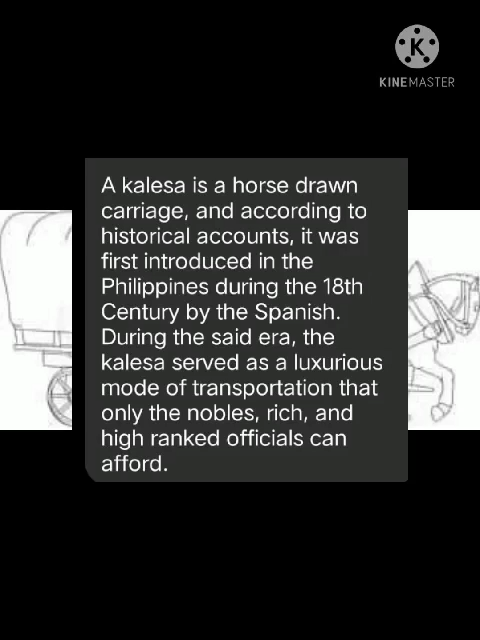 KINEMASTER
A kalesa is a horse drawn
carriage, and according to
historical accounts, it was
first introduced in the
Philippines during the 18th
Century by the Spanish.
During the said era, the
kalesa served as a luxurious
mode of transportation that
only the nobles, rich, and
high ranked officials can
afford.